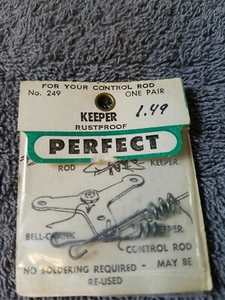 FOR YOUR CONTROL ROD
No. 249 ONE PAIR
KEEPER 1.49
RUSTPROOF
PERFECT
ROD KEEPER
BELL-CRANK KEEPER
CONTROL ROD
NO SOLDERING REQUIRED - MAY BE
RE-USED